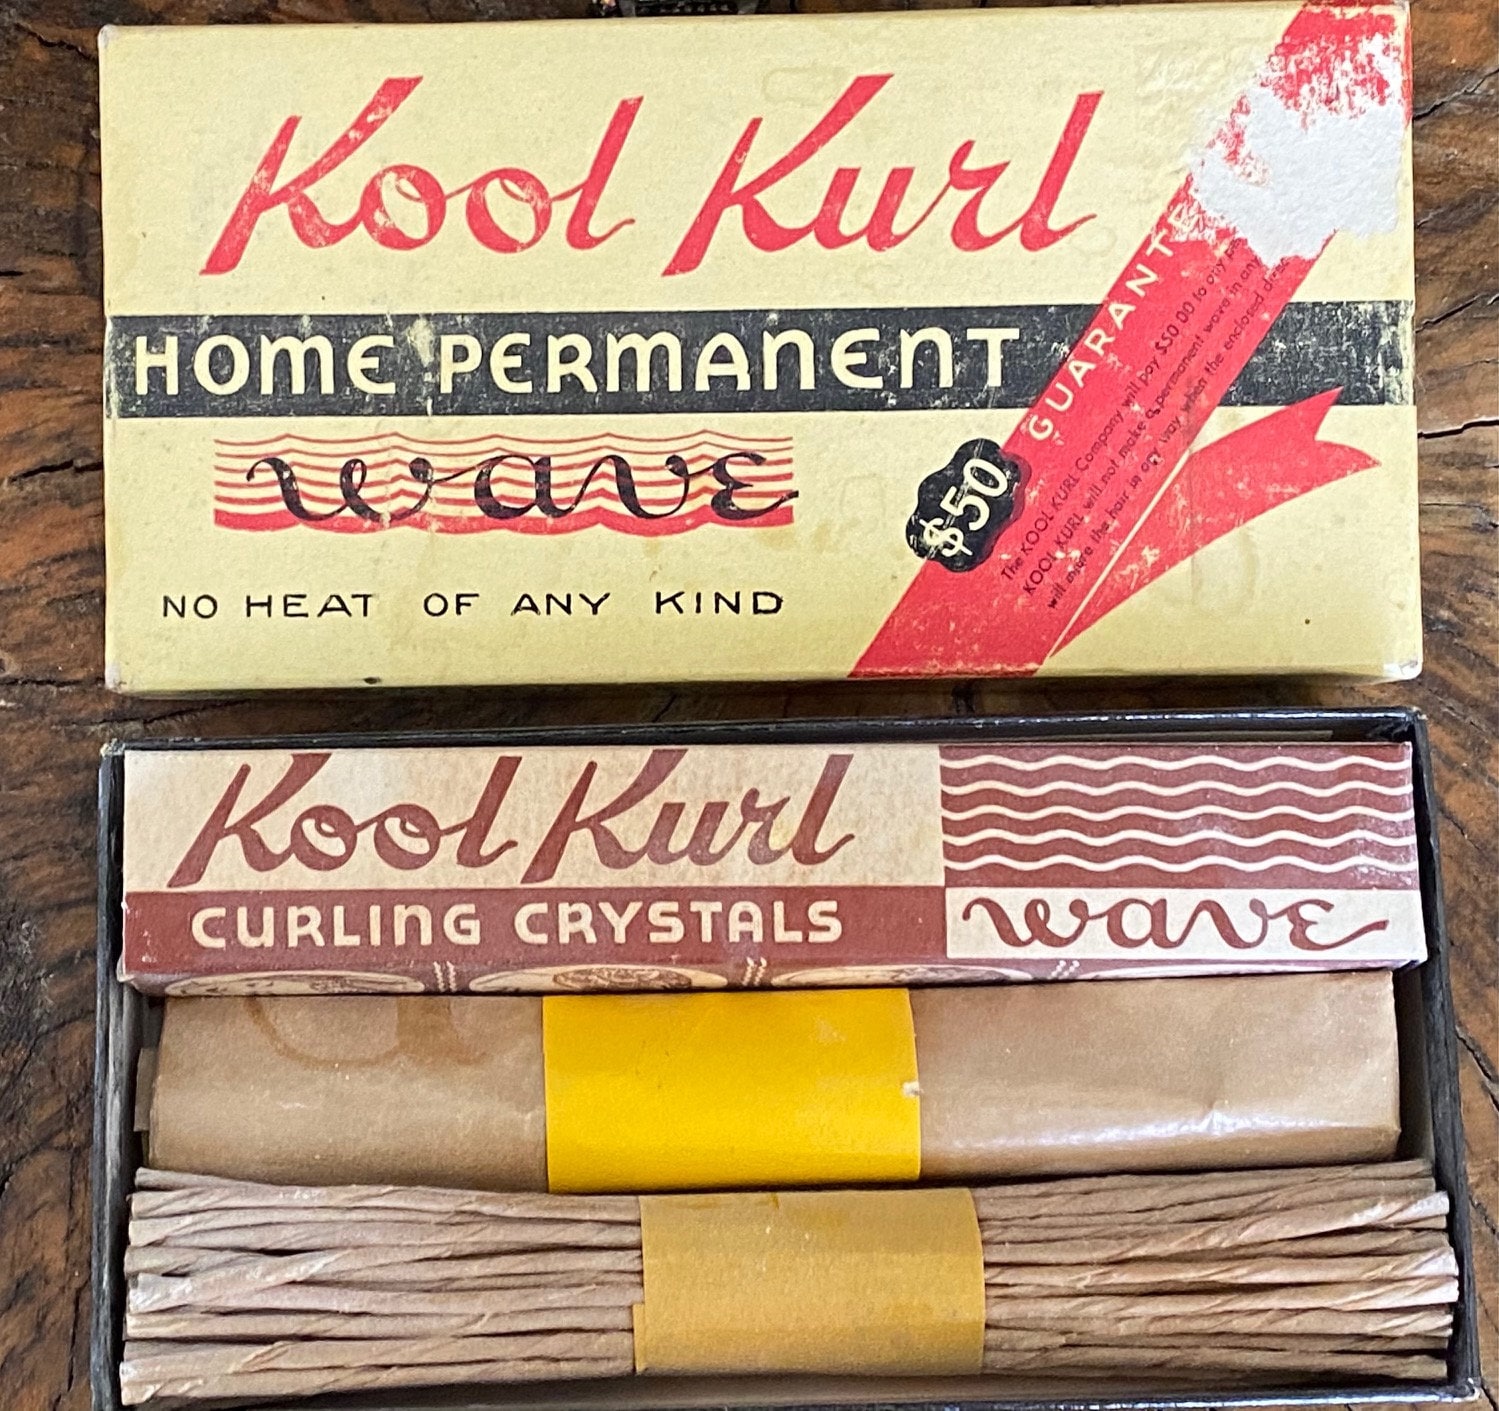 Kool Kurl
HOME PERMANENT
wave
NO HEAT OF ANY KIND
$50 GUARANTE
The KOOL KURL Company will pay $50.00 to any
KOOL KURL will not make a permanent wave in any
will injure the hair in any way when the enclosed
Kool Kurl
CURLING CRYSTALS
wave